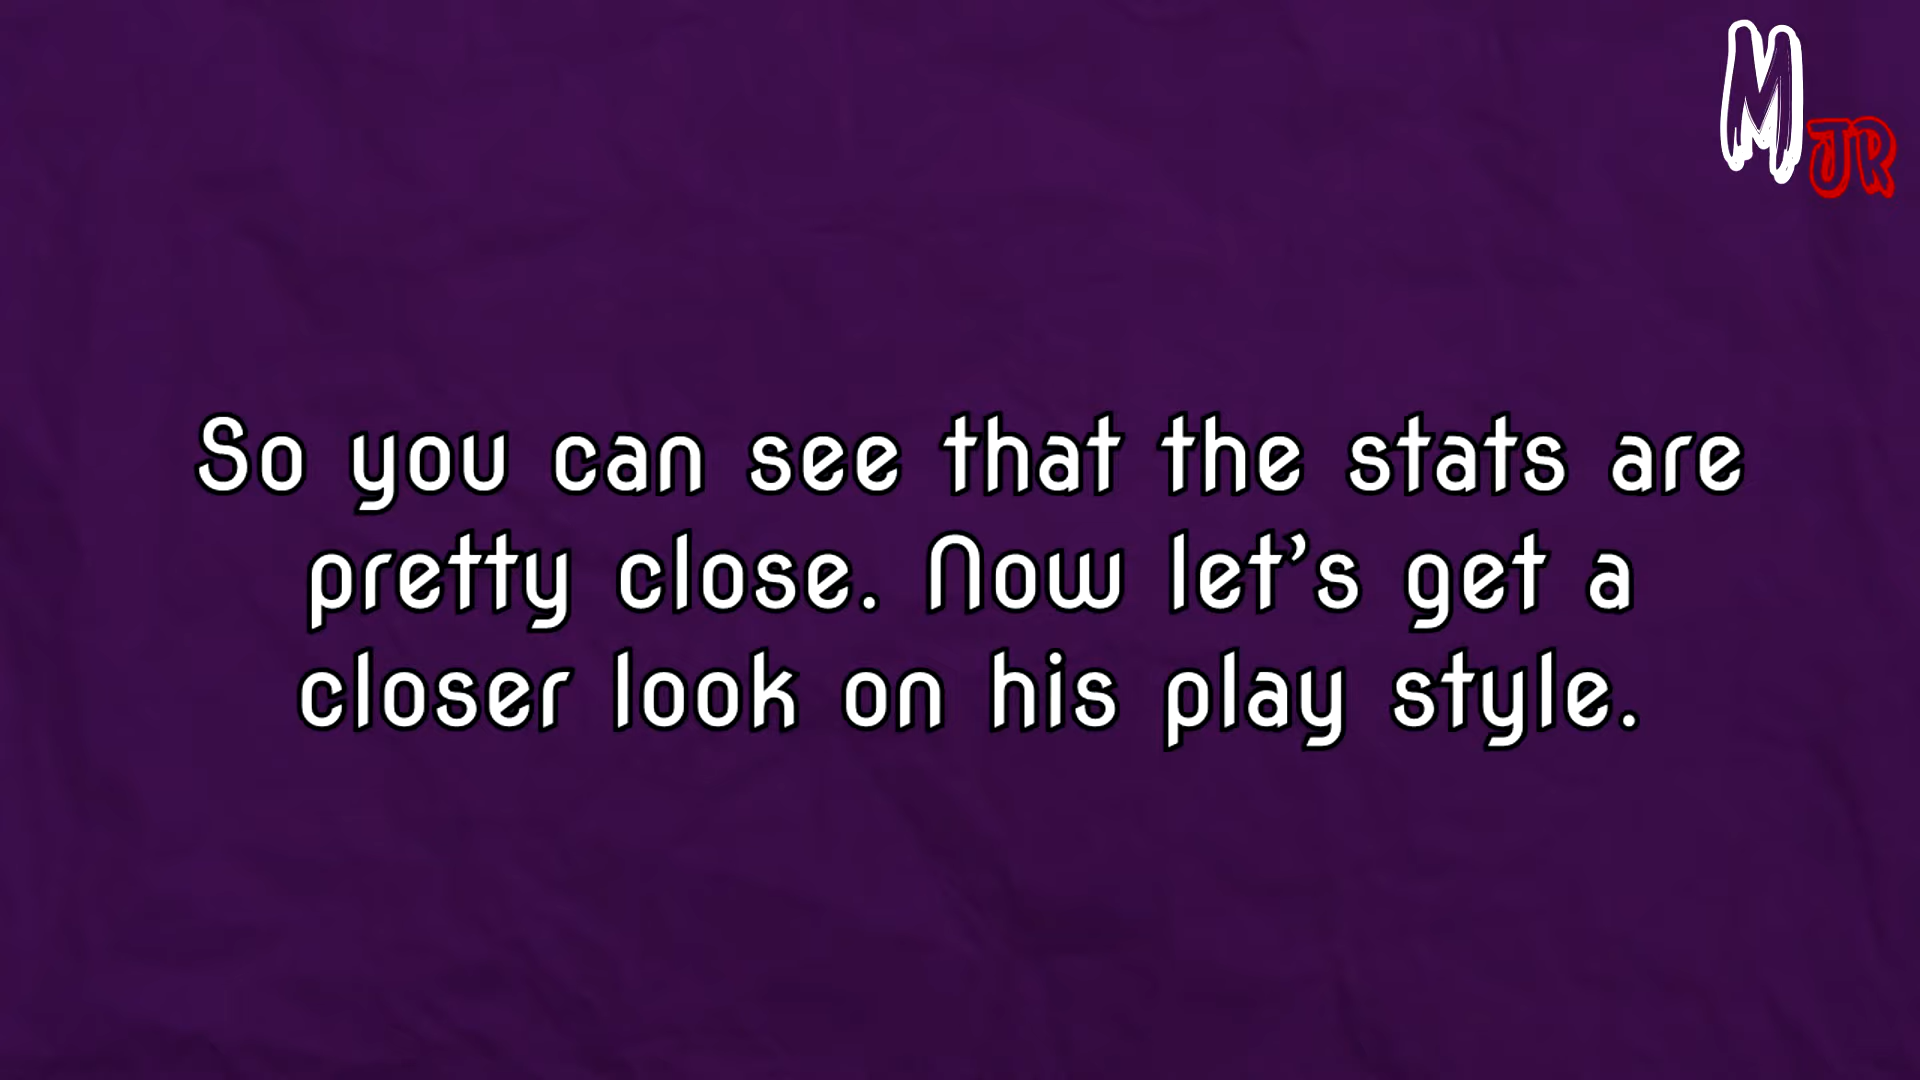 M
JR
So you can see that the stats are
pretty close. Now let's get a
closer look on his play style.